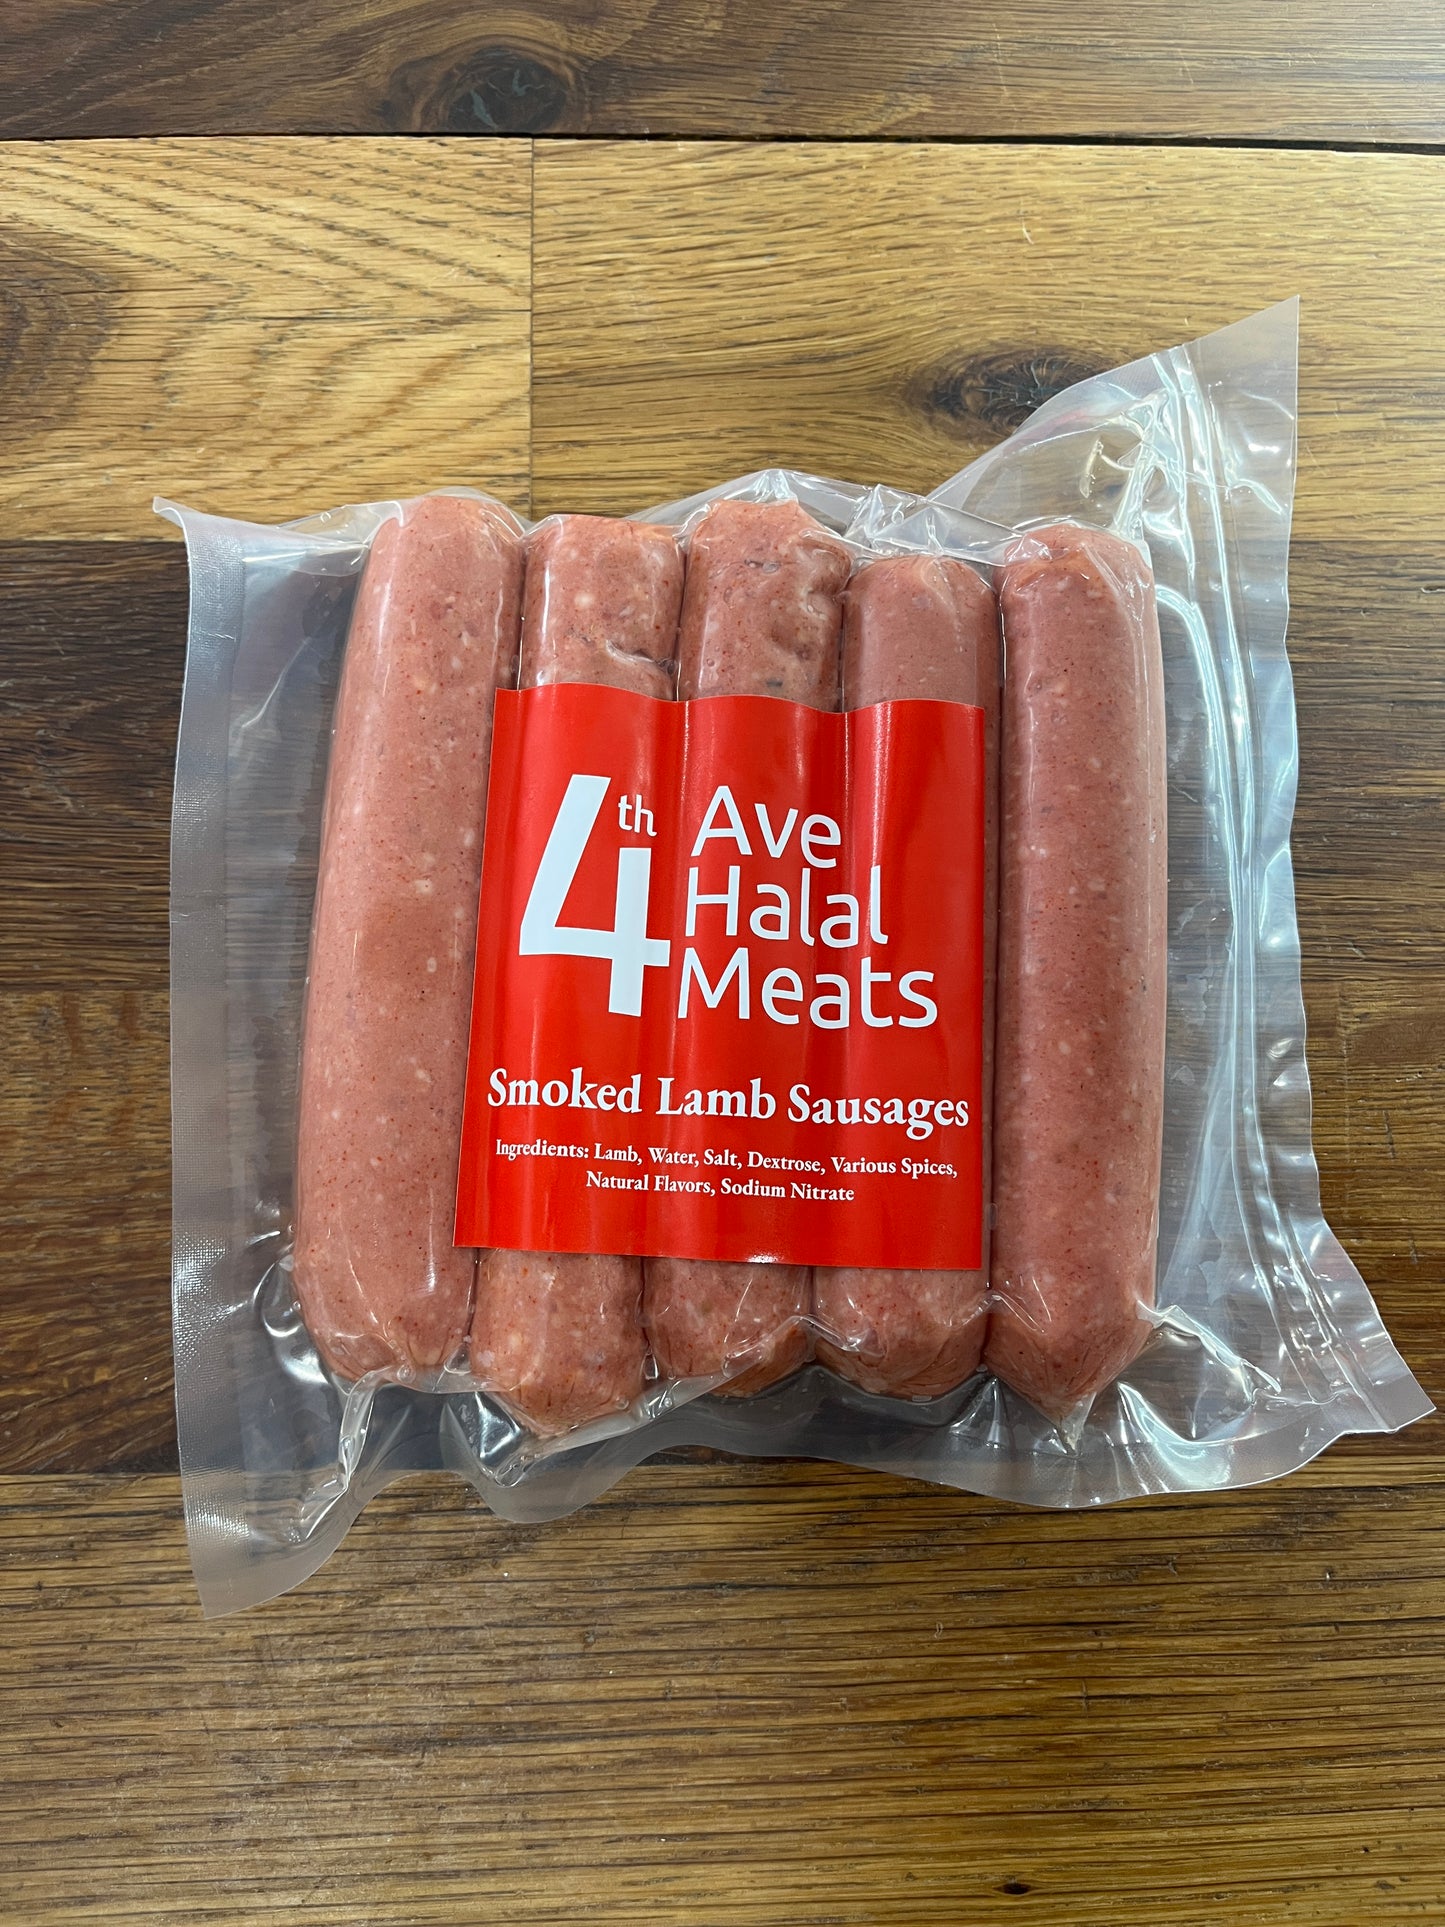 4th Ave
Halal
Meats
Smoked Lamb Sausages
Ingredients: Lamb, Water, Salt, Dextrose, Various Spices,
Natural Flavors, Sodium Nitrate